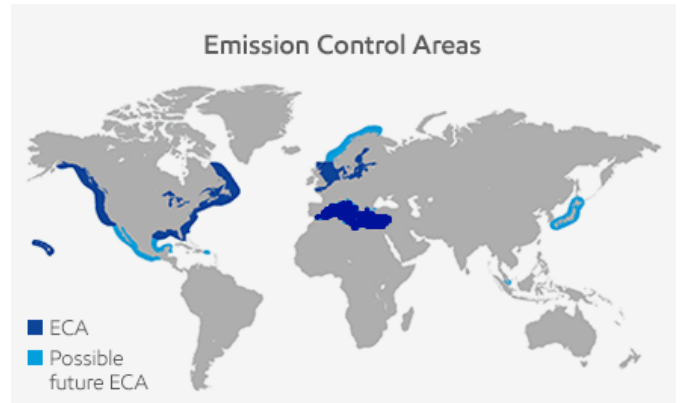 Emission Control Areas
ECA
Possible
future ECA